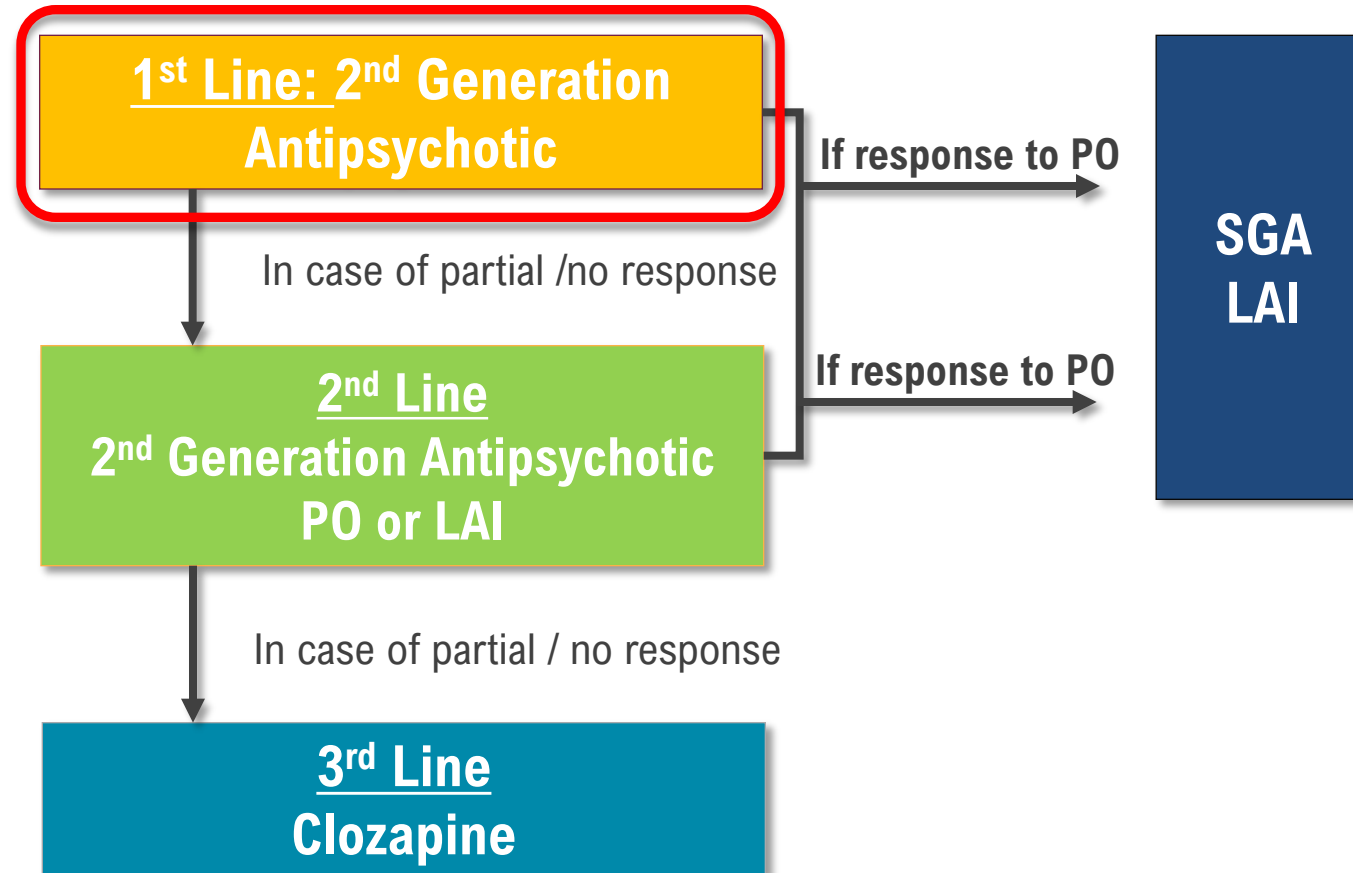 1st Line: 2nd Generation
Antipsychotic
If response to PO
SGA
LAI
In case of partial /no response
If response to PO
2nd Line
2nd Generation Antipsychotic
PO or LAI
In case of partial / no response
3rd Line
Clozapine